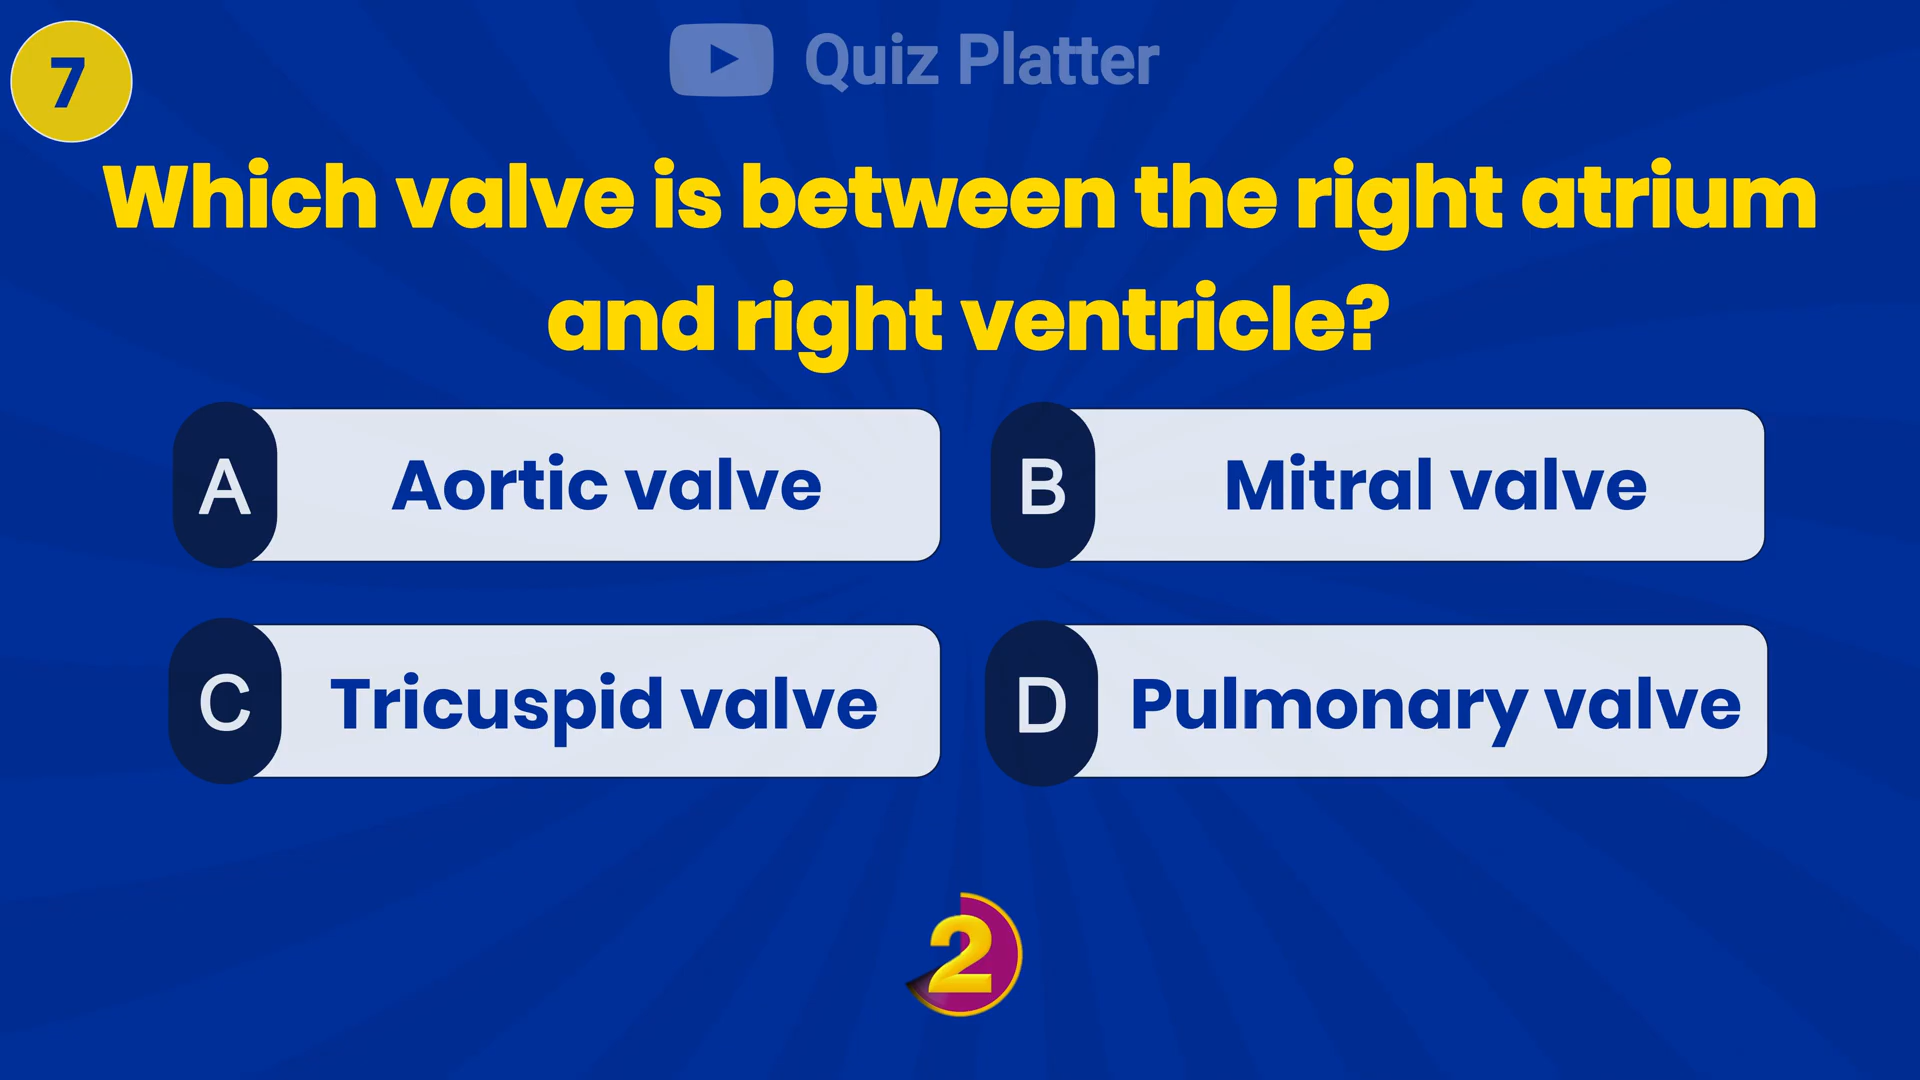 7
Quiz Platter
Which valve is between the right atrium
and right ventricle?
A Aortic valve
B Mitral valve
C Tricuspid valve
D Pulmonary valve
2